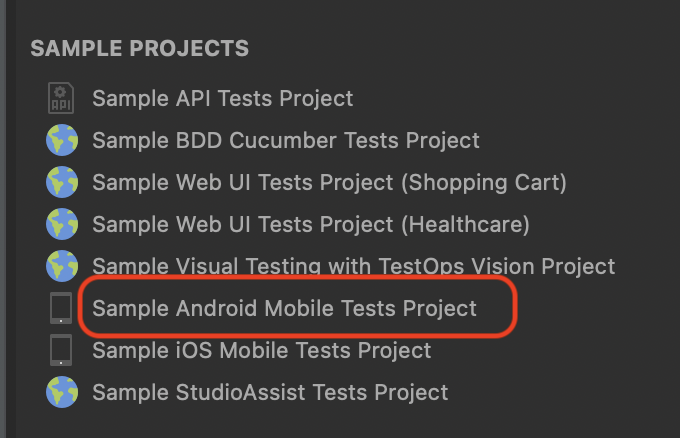 SAMPLE PROJECTS
API Sample API Tests Project
Sample BDD Cucumber Tests Project
Sample Web UI Tests Project (Shopping Cart)
Sample Web UI Tests Project (Healthcare)
Sample Visual Testing with TestOps Vision Project
Sample Android Mobile Tests Project
Sample iOS Mobile Tests Project
Sample StudioAssist Tests Project